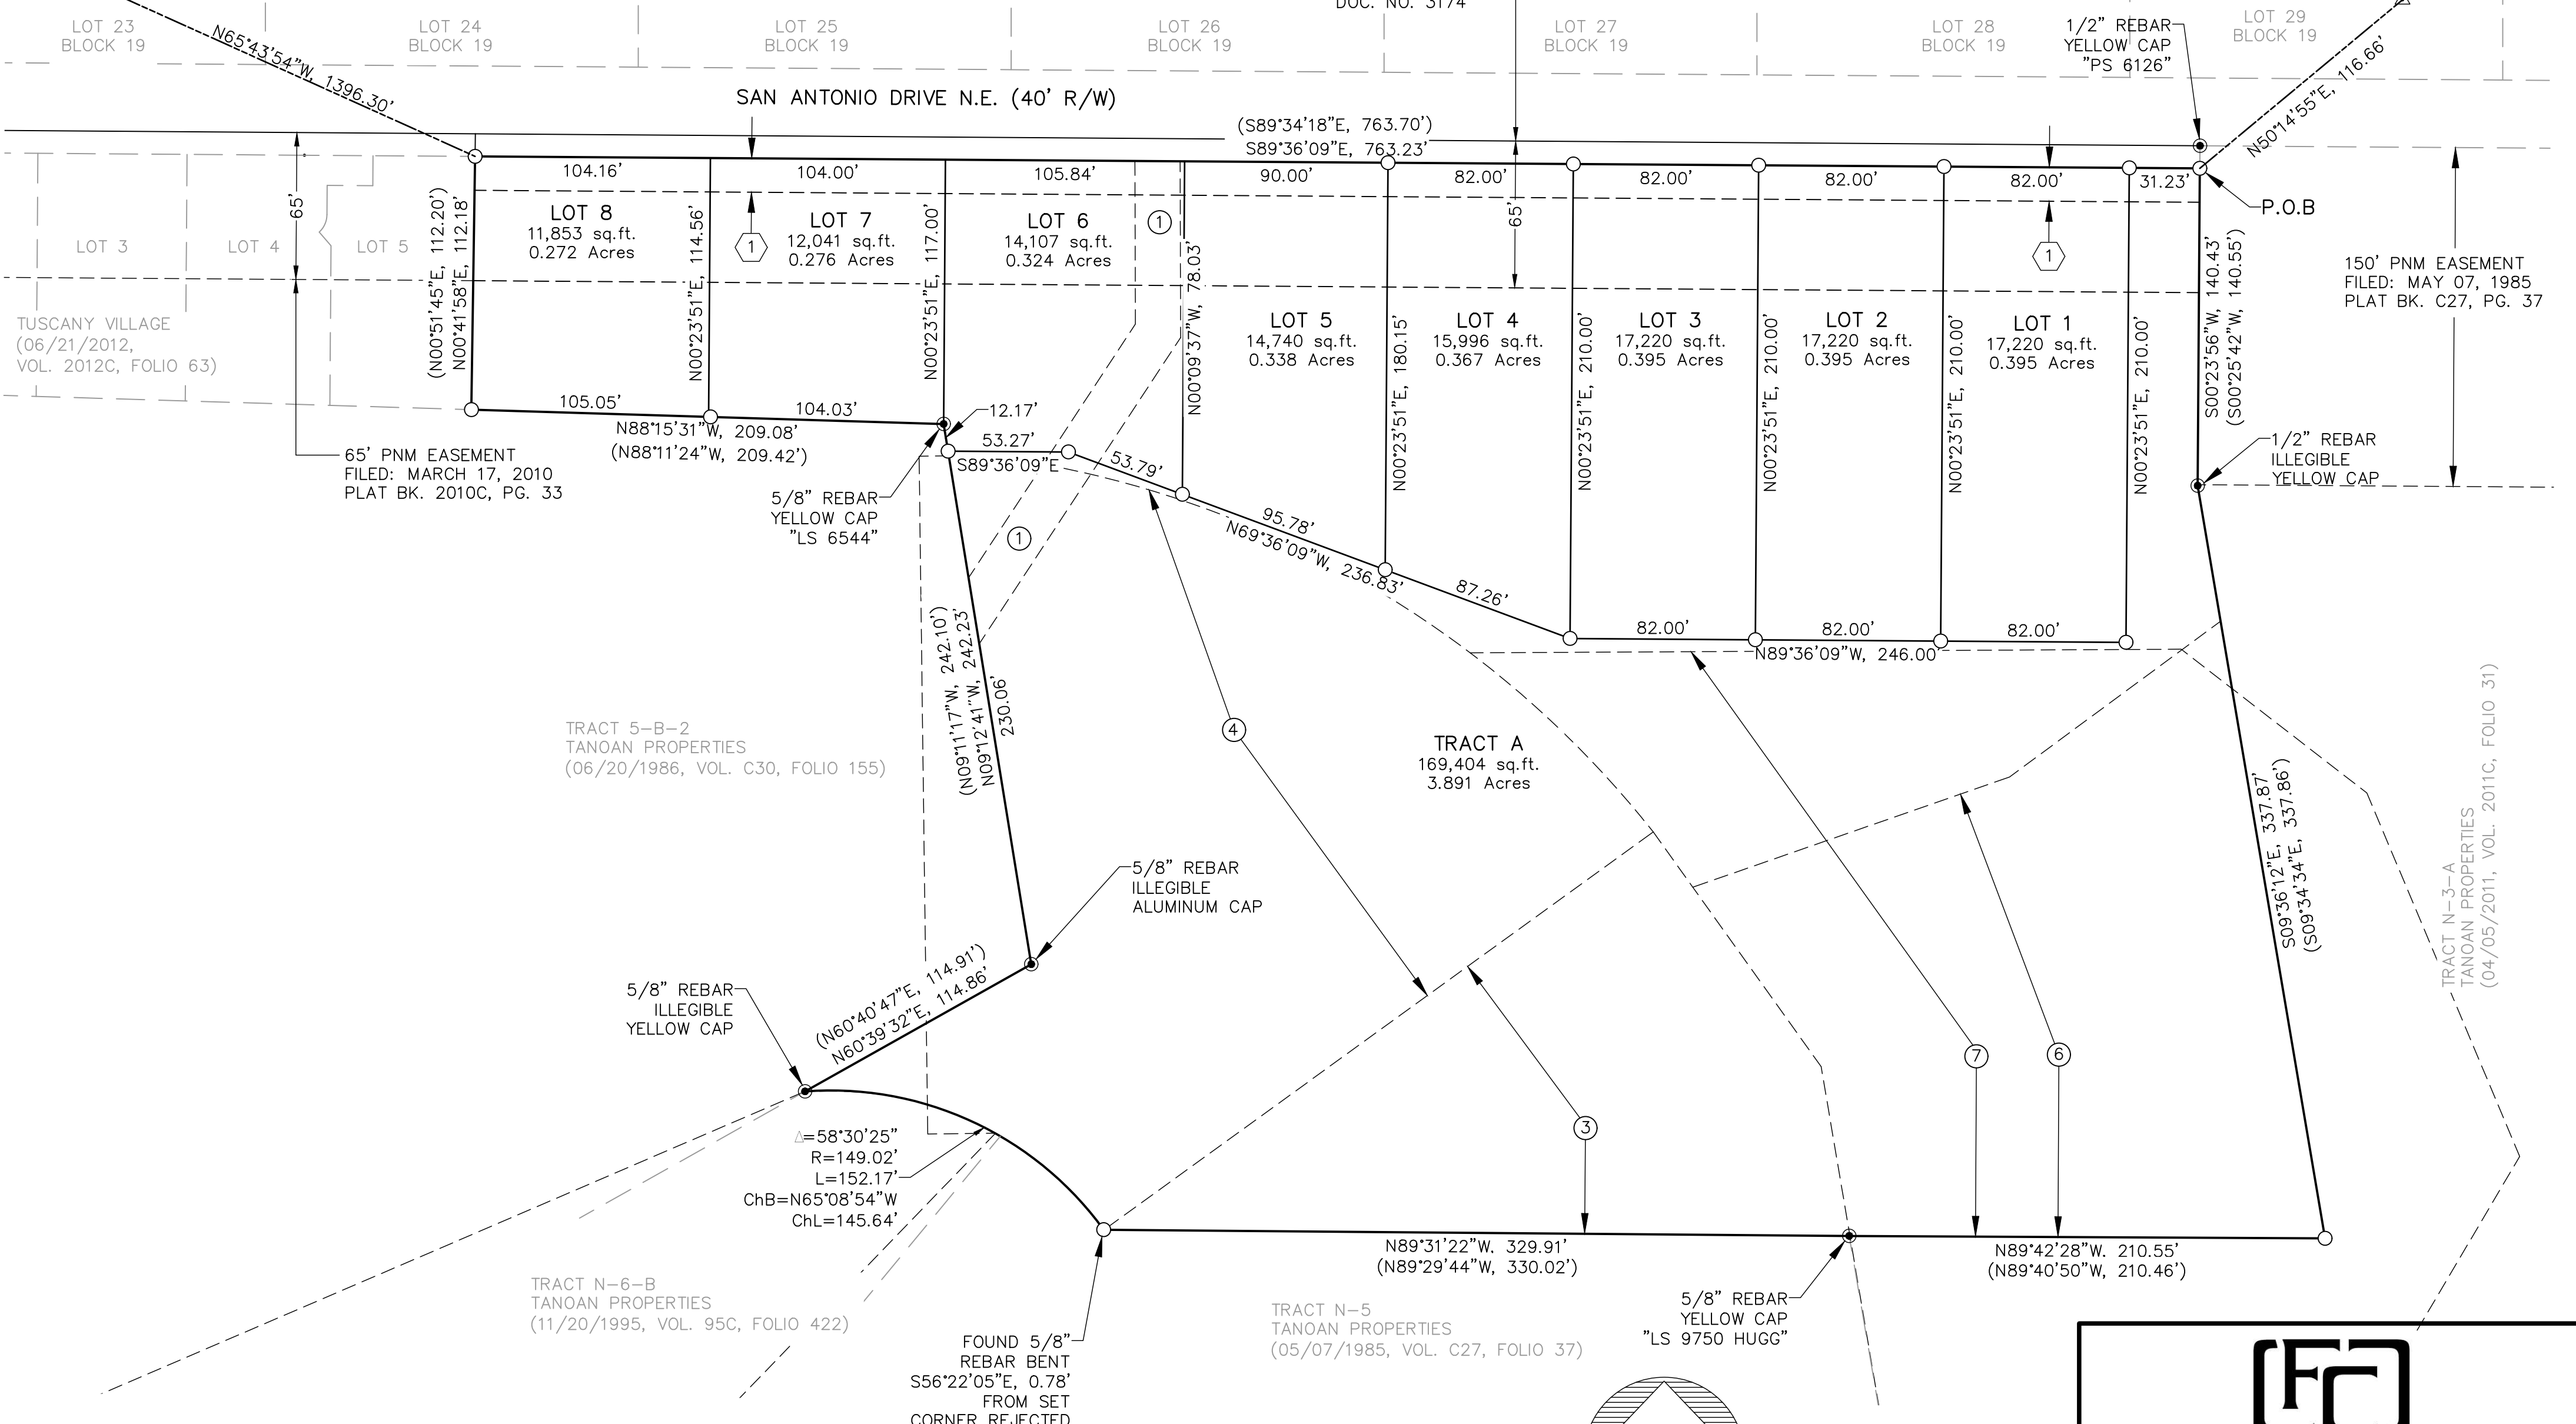 DOC. NO. 3174
LOT 23
BLOCK 19
LOT 24
BLOCK 19
LOT 25
BLOCK 19
LOT 26
BLOCK 19
LOT 27
BLOCK 19
LOT 28
BLOCK 19
LOT 29
BLOCK 19
1/2" REBAR
YELLOW CAP
"PS 6126"
N65°43'54"W, 1396.30'
N50°14'55"E, 116.66'
SAN ANTONIO DRIVE N.E. (40' R/W)
(S89°34'18"E, 763.70')
S89°36'09"E, 763.23'
104.16'
104.00'
105.84'
90.00'
82.00'
82.00'
82.00'
82.00'
31.23'
P.O.B
65'
65'
LOT 3
LOT 4
LOT 5
TUSCANY VILLAGE
(06/21/2012,
VOL. 2012C, FOLIO 63)
(N00°51'45"E, 112.20')
N00°41'58"E, 112.18'
LOT 8
11,853 sq.ft.
0.272 Acres
N00°23'51"E, 114.56'
1
LOT 7
12,041 sq.ft.
0.276 Acres
N00°23'51"E, 117.00'
LOT 6
14,107 sq.ft.
0.324 Acres
1
N00°09'37"W, 78.03'
LOT 5
14,740 sq.ft.
0.338 Acres
N00°23'51"E, 180.15'
LOT 4
15,996 sq.ft.
0.367 Acres
N00°23'51"E, 210.00'
LOT 3
17,220 sq.ft.
0.395 Acres
N00°23'51"E, 210.00'
LOT 2
17,220 sq.ft.
0.395 Acres
N00°23'51"E, 210.00'
LOT 1
17,220 sq.ft.
0.395 Acres
1
N00°23'51"E, 210.00'
S00°23'56"W, 140.43'
(S00°25'42"W, 140.55')
150' PNM EASEMENT
FILED: MAY 07, 1985
PLAT BK. C27, PG. 37
105.05'
104.03'
N88°15'31"W, 209.08'
(N88°11'24"W, 209.42')
12.17'
53.27'
S89°36'09"E
53.79'
95.78'
N69°36'09"W, 236.83'
87.26'
65' PNM EASEMENT
FILED: MARCH 17, 2010
PLAT BK. 2010C, PG. 33
5/8" REBAR
YELLOW CAP
"LS 6544"
1
1/2" REBAR
ILLEGIBLE
YELLOW CAP
82.00'
82.00'
82.00'
N89°36'09"W, 246.00'
(N09°11'17"W, 242.10')
N09°12'41"W, 242.23'
230.06'
TRACT 5-B-2
TANOAN PROPERTIES
(06/20/1986, VOL. C30, FOLIO 155)
4
TRACT A
169,404 sq.ft.
3.891 Acres
S09°36'12"E, 337.87'
(S09°34'34"E, 337.86')
TRACT N-3-A
TANOAN PROPERTIES
(04/05/2011, VOL. 2011C, FOLIO 31)
5/8" REBAR
ILLEGIBLE
ALUMINUM CAP
5/8" REBAR
ILLEGIBLE
YELLOW CAP
(N60°40'47"E, 114.91')
N60°39'32"E, 114.86'
7
6
3
Δ=58°30'25"
R=149.02'
L=152.17'
ChB=N65°08'54"W
ChL=145.64'
N89°31'22"W. 329.91'
(N89°29'44"W, 330.02')
N89°42'28"W. 210.55'
(N89°40'50"W, 210.46')
TRACT N-6-B
TANOAN PROPERTIES
(11/20/1995, VOL. 95C, FOLIO 422)
FOUND 5/8"
REBAR BENT
S56°22'05"E, 0.78'
FROM SET
CORNER REJECTED
TRACT N-5
TANOAN PROPERTIES
(05/07/1985, VOL. C27, FOLIO 37)
5/8" REBAR
YELLOW CAP
"LS 9750 HUGG"